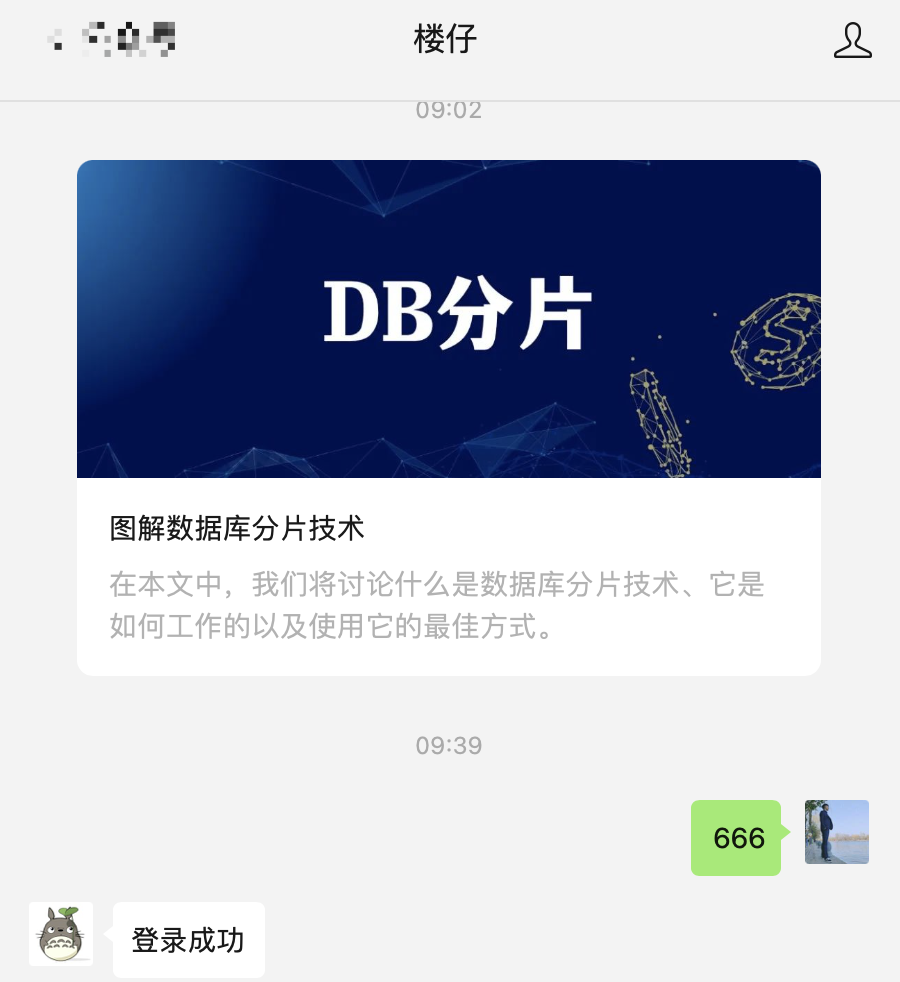 楼仔
09:02
DB分片
图解数据库分片技术
在本文中，我们将讨论什么是数据库分片技术、它是
如何工作的以及使用它的最佳方式。
09:39
666
登录成功